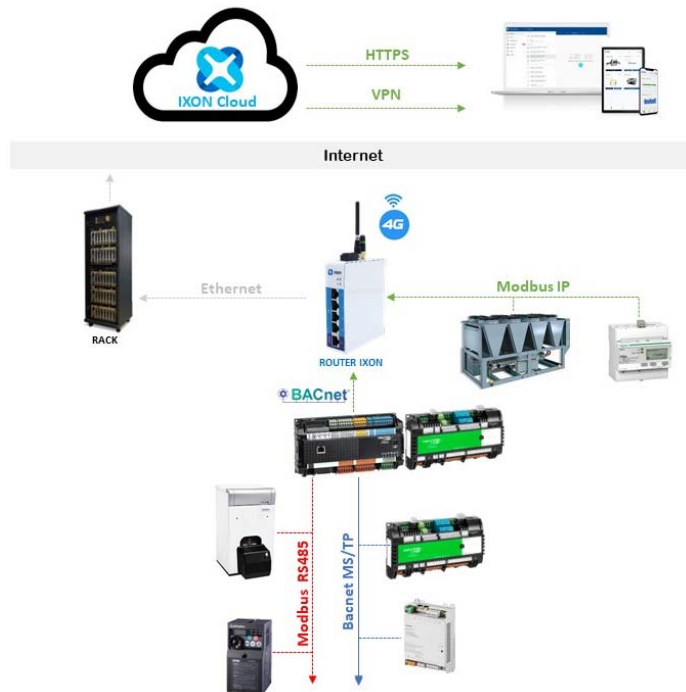 IXON Cloud
HTTPS
VPN
Internet
4G
Ethernet
Modbus IP
RACK
ROUTER IXON
BACnet
Modbus RS485
Bacnet MS/TP